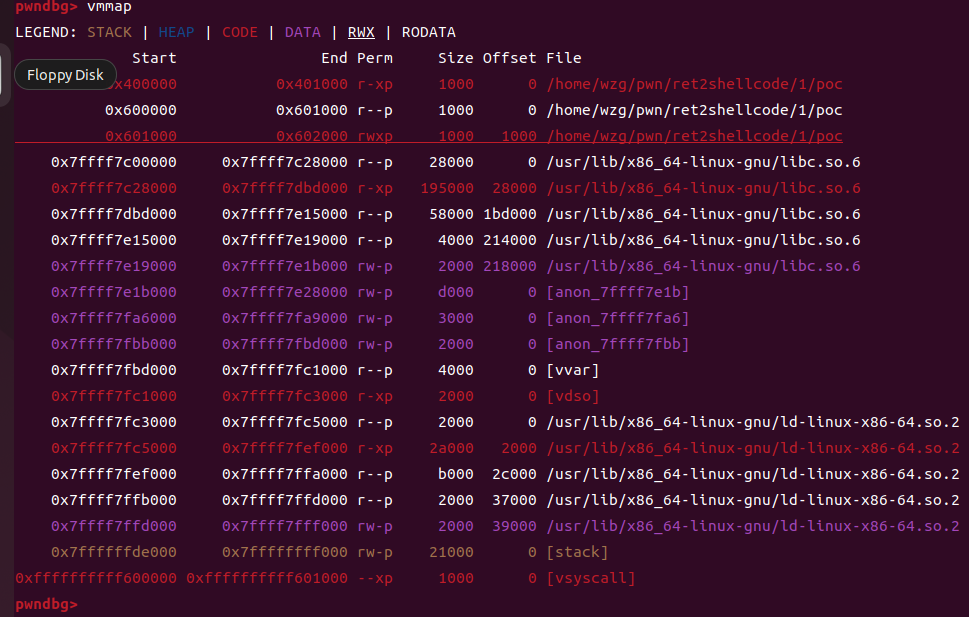 pwndbg> vmmap
LEGEND: STACK | HEAP | CODE | DATA | RWX | RODATA
Start End Perm Size Offset File
Floppy Disk
x400000 0x401000 r-xp 1000 0 /home/wzg/pwn/ret2shellcode/1/poc
0x600000 0x601000 r--p 1000 0 /home/wzg/pwn/ret2shellcode/1/poc
0x601000 0x602000 rwxp 1000 1000 /home/wzg/pwn/ret2shellcode/1/poc
0x7ffff7c00000 0x7ffff7c28000 r--p 28000 0 /usr/lib/x86_64-linux-gnu/libc.so.6
0x7ffff7c28000 0x7ffff7dbd000 r-xp 195000 28000 /usr/lib/x86_64-linux-gnu/libc.so.6
0x7ffff7dbd000 0x7ffff7e15000 r--p 58000 1bd000 /usr/lib/x86_64-linux-gnu/libc.so.6
0x7ffff7e15000 0x7ffff7e19000 r--p 4000 214000 /usr/lib/x86_64-linux-gnu/libc.so.6
0x7ffff7e19000 0x7ffff7e1b000 rw-p 2000 218000 /usr/lib/x86_64-linux-gnu/libc.so.6
0x7ffff7e1b000 0x7ffff7e28000 rw-p d000 0 [anon_7ffff7e1b]
0x7ffff7fa6000 0x7ffff7fa9000 rw-p 3000 0 [anon_7ffff7fa6]
0x7ffff7fbb000 0x7ffff7fbd000 rw-p 2000 0 [anon_7ffff7fbb]
0x7ffff7fbd000 0x7ffff7fc1000 r--p 4000 0 [vvar]
0x7ffff7fc1000 0x7ffff7fc3000 r-xp 2000 0 [vdso]
0x7ffff7fc3000 0x7ffff7fc5000 r--p 2000 0 /usr/lib/x86_64-linux-gnu/ld-linux-x86-64.so.2
0x7ffff7fc5000 0x7ffff7fef000 r-xp 2a000 2000 /usr/lib/x86_64-linux-gnu/ld-linux-x86-64.so.2
0x7ffff7fef000 0x7ffff7ffa000 r--p b000 2c000 /usr/lib/x86_64-linux-gnu/ld-linux-x86-64.so.2
0x7ffff7ffb000 0x7ffff7ffd000 r--p 2000 37000 /usr/lib/x86_64-linux-gnu/ld-linux-x86-64.so.2
0x7ffff7ffd000 0x7ffff7fff000 rw-p 2000 39000 /usr/lib/x86_64-linux-gnu/ld-linux-x86-64.so.2
0x7ffffffde000 0x7ffffffff000 rw-p 21000 0 [stack]
0xffffffffff600000 0xffffffffff601000 --xp 1000 0 [vsyscall]
pwndbg>